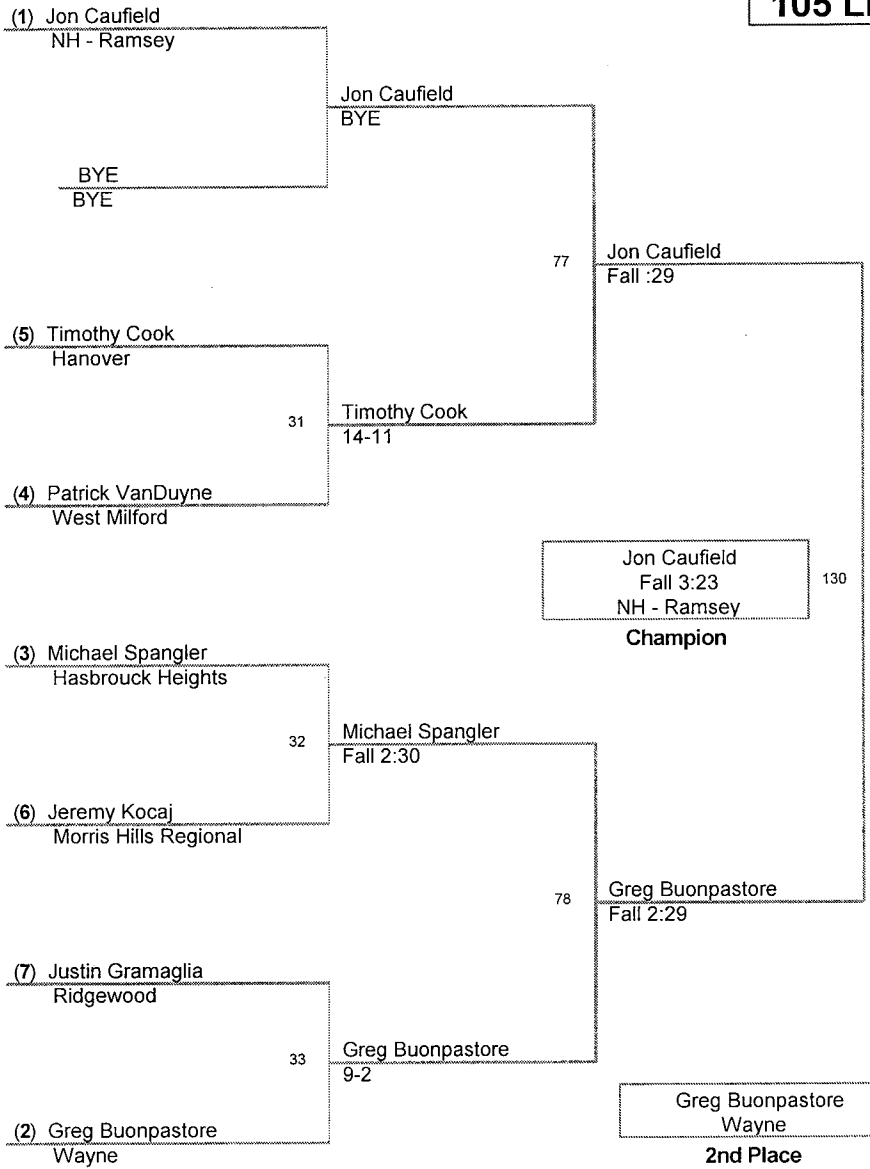 105 L
(1) Jon Caufield
NH - Ramsey
Jon Caufield
BYE
BYE
BYE
77
Jon Caufield
Fall :29
(5) Timothy Cook
Hanover
31
Timothy Cook
14-11
(4) Patrick VanDuyne
West Milford
Jon Caufield
Fall 3:23
NH - Ramsey
130
Champion
(3) Michael Spangler
Hasbrouck Heights
32
Michael Spangler
Fall 2:30
(6) Jeremy Kocaj
Morris Hills Regional
78
Greg Buonpastore
Fall 2:29
(7) Justin Gramaglia
Ridgewood
33
Greg Buonpastore
9-2
(2) Greg Buonpastore
Wayne
Greg Buonpastore
Wayne
2nd Place